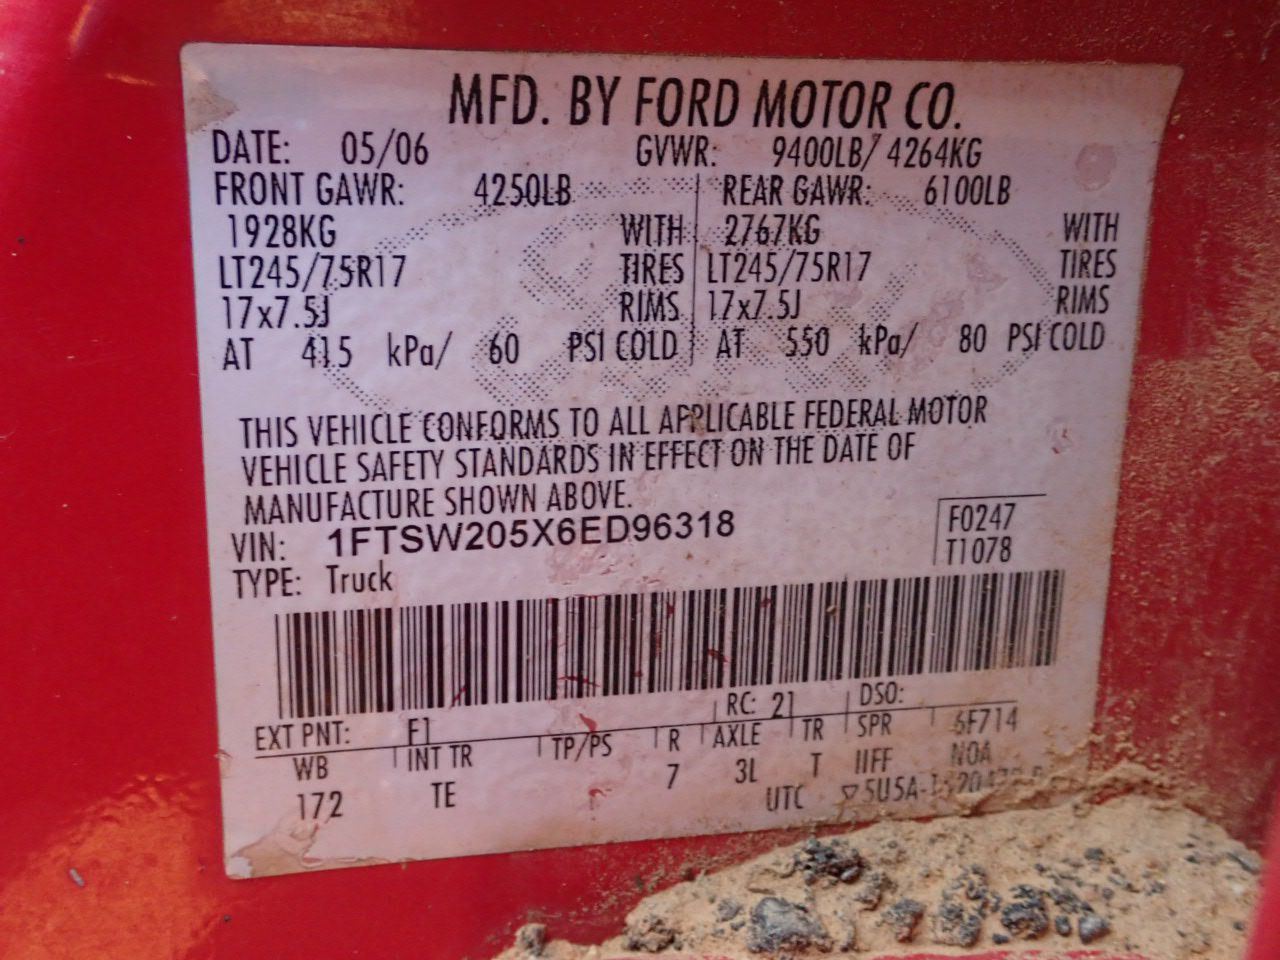 MFD. BY FORD MOTOR CO.
DATE: 05/06 GVWR: 9400LB/ 4264KG
FRONT GAWR: 4250LB REAR GAWR: 6100LB
1928KG WITH 2767KG WITH
LT245/75R17 TIRES LT245/75R17 TIRES
17x7.5J RIMS 17x7.5J RIMS
AT 415 kPa/ 60 PSI COLD AT 550 kPa/ 80 PSI COLD
THIS VEHICLE CONFORMS TO ALL APPLICABLE FEDERAL MOTOR
VEHICLE SAFETY STANDARDS IN EFFECT ON THE DATE OF
MANUFACTURE SHOWN ABOVE.
VIN: 1FTSW205X6ED96318 F0247
TYPE: Truck T1078
EXT PNT: F1 RC: 21 DSO:
WB INT TR TP/PS R AXLE TR SPR 6F714
172 TE 7 3L T IIFF NOA
UTC